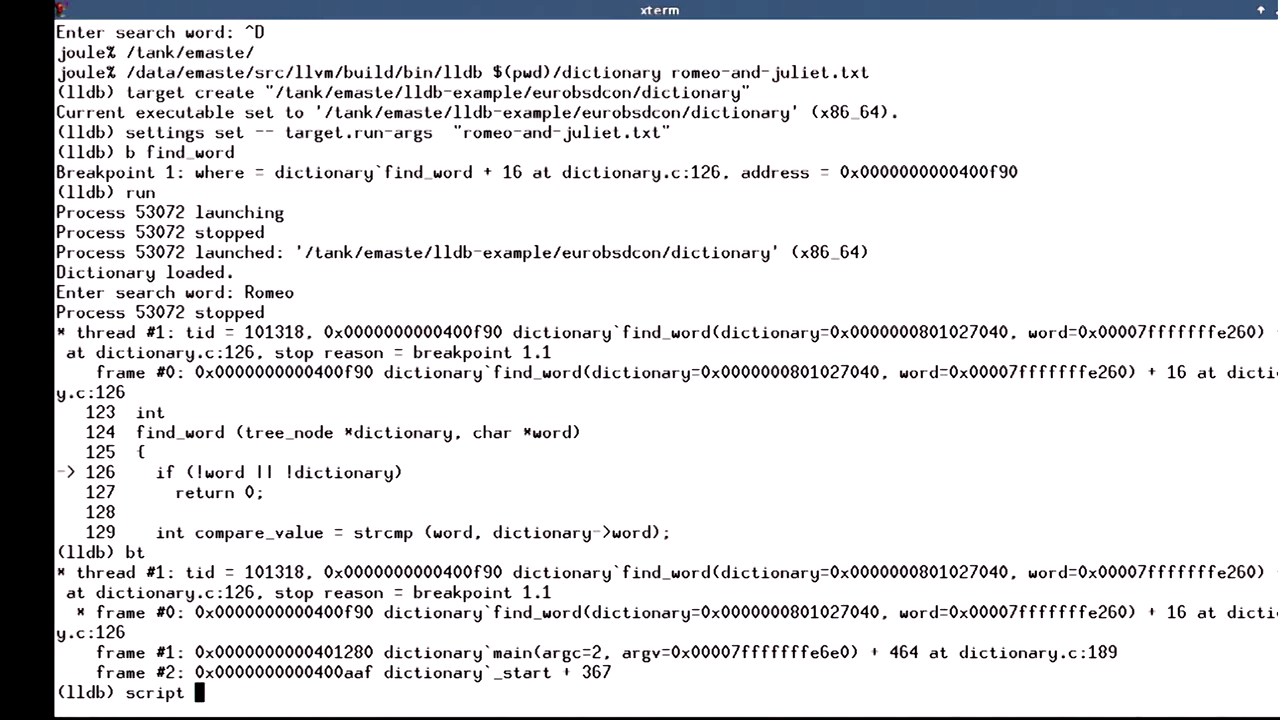 xterm
Enter search word: ^D
joule% /tank/emaste/
joule% /data/emaste/src/llvm/build/bin/lldb $(pwd)/dictionary romeo-and-juliet.txt
(lldb) target create "/tank/emaste/lldb-example/eurobsdcon/dictionary"
Current executable set to '/tank/emaste/lldb-example/eurobsdcon/dictionary' (x86_64).
(lldb) settings set -- target.run-args  "romeo-and-juliet.txt"
(lldb) b find_word
Breakpoint 1: where = dictionary`find_word + 16 at dictionary.c:126, address = 0x0000000000400f90
(lldb) run
Process 53072 launching
Process 53072 stopped
Process 53072 launched: '/tank/emaste/lldb-example/eurobsdcon/dictionary' (x86_64)
Dictionary loaded.
Enter search word: Romeo
Process 53072 stopped
* thread #1: tid = 101318, 0x0000000000400f90 dictionary`find_word(dictionary=0x0000000801027040, word=0x00007fffffffe260) +
 at dictionary.c:126, stop reason = breakpoint 1.1
    frame #0: 0x0000000000400f90 dictionary`find_word(dictionary=0x0000000801027040, word=0x00007fffffffe260) + 16 at dictio
y.c:126
   123  int
   124  find_word (tree_node *dictionary, char *word)
   125  {
-> 126    if (!word || !dictionary)
   127      return 0;
   128
   129    int compare_value = strcmp (word, dictionary->word);
(lldb) bt
* thread #1: tid = 101318, 0x0000000000400f90 dictionary`find_word(dictionary=0x0000000801027040, word=0x00007fffffffe260) +
 at dictionary.c:126, stop reason = breakpoint 1.1
  * frame #0: 0x0000000000400f90 dictionary`find_word(dictionary=0x0000000801027040, word=0x00007fffffffe260) + 16 at dictio
y.c:126
    frame #1: 0x0000000000401280 dictionary`main(argc=2, argv=0x00007fffffffe6e0) + 464 at dictionary.c:189
    frame #2: 0x0000000000400aaf dictionary`_start + 367
(lldb) script